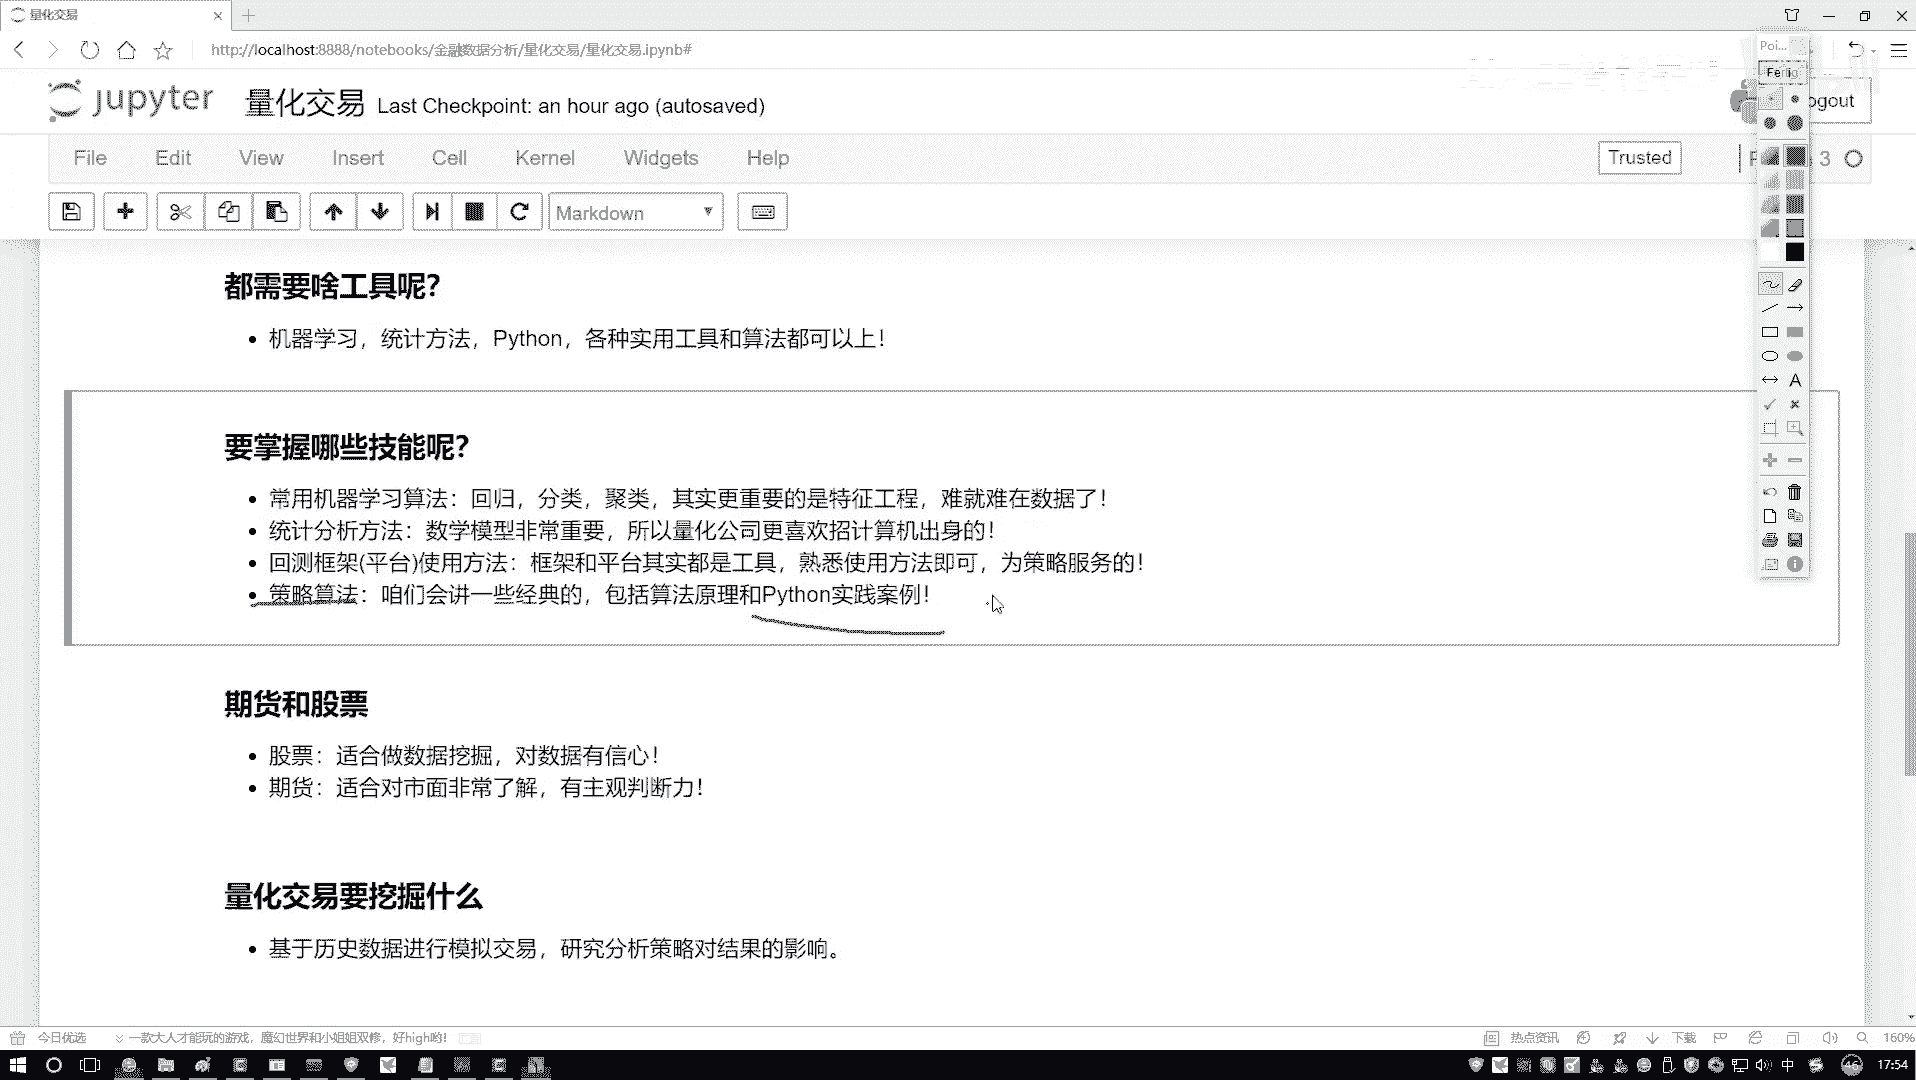 量化交易
http://localhost:8888/notebooks/金融数据分析/量化交易/量化交易.ipynb#
Poi...
Fertig
jupyter 量化交易 Last Checkpoint: an hour ago (autosaved)
ogout
File Edit View Insert Cell Kernel Widgets Help
Trusted
3
Markdown
都需要啥工具呢?
机器学习，统计方法，Python，各种实用工具和算法都可以上！
要掌握哪些技能呢?
常用机器学习算法：回归，分类，聚类，其实更重要的是特征工程，难就难在数据了！
统计分析方法：数学模型非常重要，所以量化公司更喜欢招计算机出身的！
回测框架(平台)使用方法：框架和平台其实都是工具，熟悉使用方法即可，为策略服务的！
策略算法：咱们会讲一些经典的，包括算法原理和Python实践案例！
期货和股票
股票：适合做数据挖掘，对数据有信心！
期货：适合对市面非常了解，有主观判断力！
量化交易要挖掘什么
基于历史数据进行模拟交易，研究分析策略对结果的影响。
今日优选 一款大人才能玩的游戏，魔幻世界和小姐姐双修，好high哟! 热点资讯 下载 160%
中 46 17:54